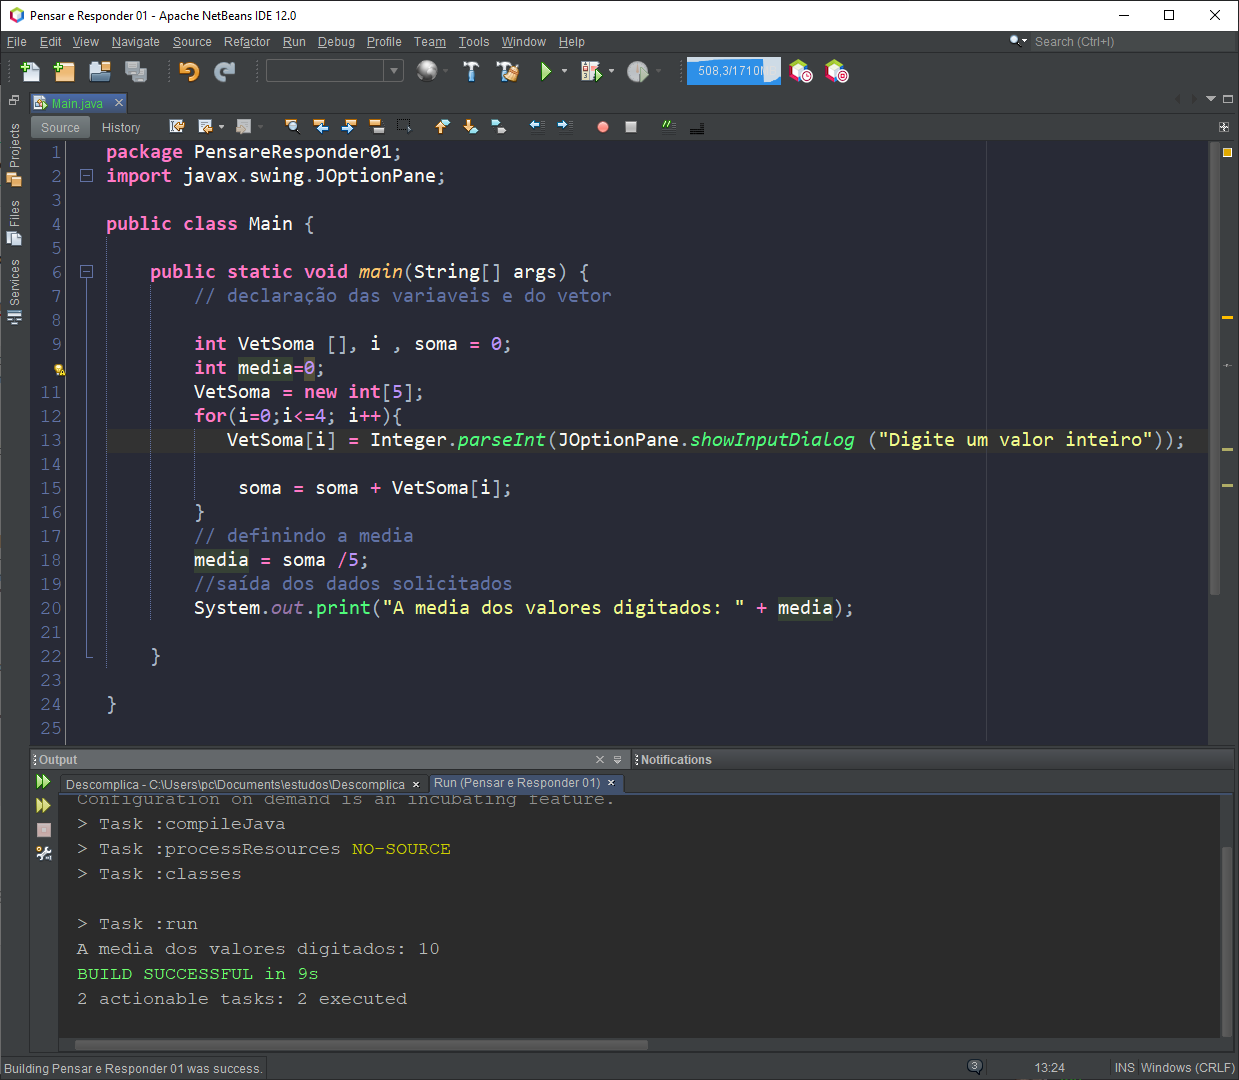 Pensar e Responder 01 - Apache NetBeans IDE 12.0
File Edit View Navigate Source Refactor Run Debug Profile Team Tools Window Help
Search (Ctrl+I)
508,3/1710M
Main.java
Source History
Projects
Files
Services
1 package PensareResponder01;
2 import javax.swing.JOptionPane;
3
4 public class Main {
5
6 public static void main(String[] args) {
7 // declaração das variaveis e do vetor
8
9 int VetSoma [], i , soma = 0;
int media=0;
11 VetSoma = new int[5];
12 for(i=0;i<=4; i++){
13 VetSoma[i] = Integer.parseInt(JOptionPane.showInputDialog ("Digite um valor inteiro"));
14
15 soma = soma + VetSoma[i];
16 }
17 // definindo a media
18 media = soma /5;
19 //saída dos dados solicitados
20 System.out.print("A media dos valores digitados: " + media);
21
22 }
23
24 }
25
Output
Notifications
Descomplica - C:\Users\pc\Documents\estudos\Descomplica
Run (Pensar e Responder 01)
Configuration on demand is an incubating feature.
> Task :compileJava
> Task :processResources NO-SOURCE
> Task :classes
> Task :run
A media dos valores digitados: 10
BUILD SUCCESSFUL in 9s
2 actionable tasks: 2 executed
Building Pensar e Responder 01 was success.
3
13:24
INS
Windows (CRLF)